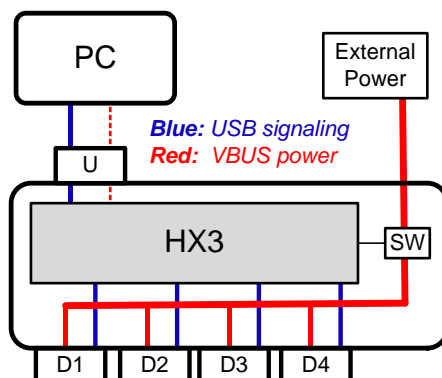 PC
External
Power
Blue: USB signaling
Red: VBUS power
U
HX3
SW
D1
D2
D3
D4